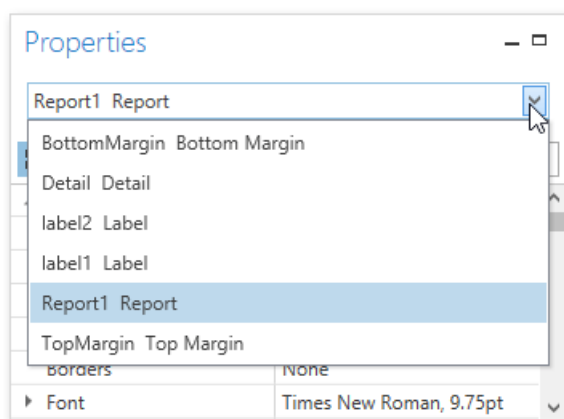 Properties
Report1 Report
BottomMargin Bottom Margin
Detail Detail
label2 Label
label1 Label
Report1 Report
TopMargin Top Margin
Borders None
Font Times New Roman, 9.75pt